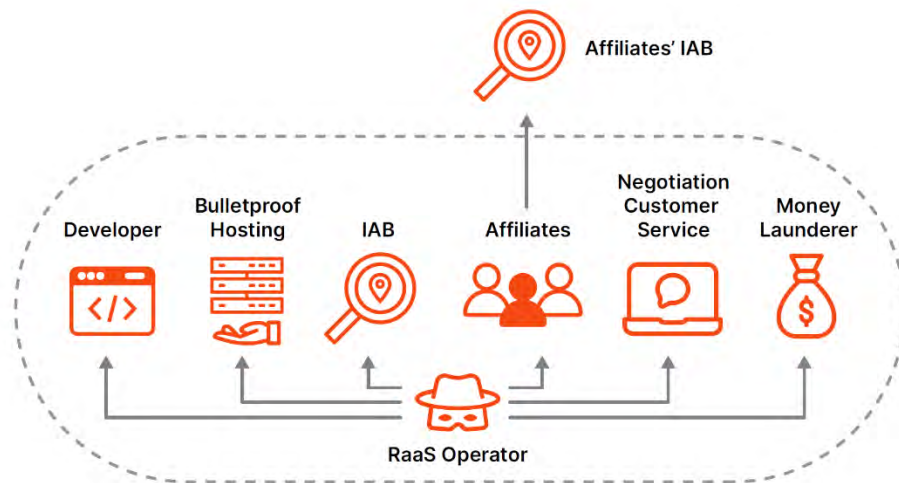 Affiliates' IAB
Developer
Bulletproof
Hosting
IAB
Affiliates
Negotiation
Customer
Service
Money
Launderer
</>
$
RaaS Operator